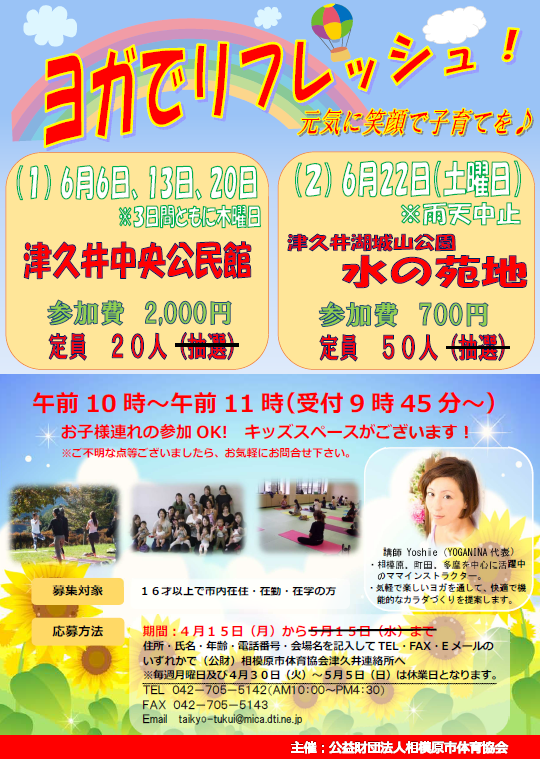 ヨガでリフレッシュ！
元気に笑顔で子育てを♪
（１）６月６日、１３日、２０日
※３日間ともに木曜日
津久井中央公民館
参加費　2,000円
定員　２０人（抽選）
（２）６月２２日（土曜日）
※雨天中止
津久井湖城山公園
水の苑地
参加費　700円
定員　５０人（抽選）
午前 10 時～午前 11 時（受付 9 時 45 分～）
お子様連れの参加 OK!　キッズスペースがございます！
※ご不明な点等ございましたら、お気軽にお問合せ下さい。
講師 Yoshiie（YOGANINA 代表）
・相模原、町田、多摩を中心に活躍中
のママインストラクター。
・気軽で楽しいヨガを通して、快適で機
能的なカラダづくりを提案します。
募集対象
１６才以上で市内在住・在勤・在学の方
応募方法
期間：４月１５日（月）から５月１５日（水）まで
住所・氏名・年齢・電話番号・会場名を記入して TEL・FAX・E メールの
いずれかで（公財）相模原市体育協会津久井連絡所へ
※毎週月曜日及び４月３０日（火）～５月５日（日）は休業日となります。
TEL　042－705－5142（AM10：00～PM4：30）
FAX　042－705－5143
Email　taikyo-tukui@mica.dti.ne.jp
主催：公益財団法人相模原市体育協会